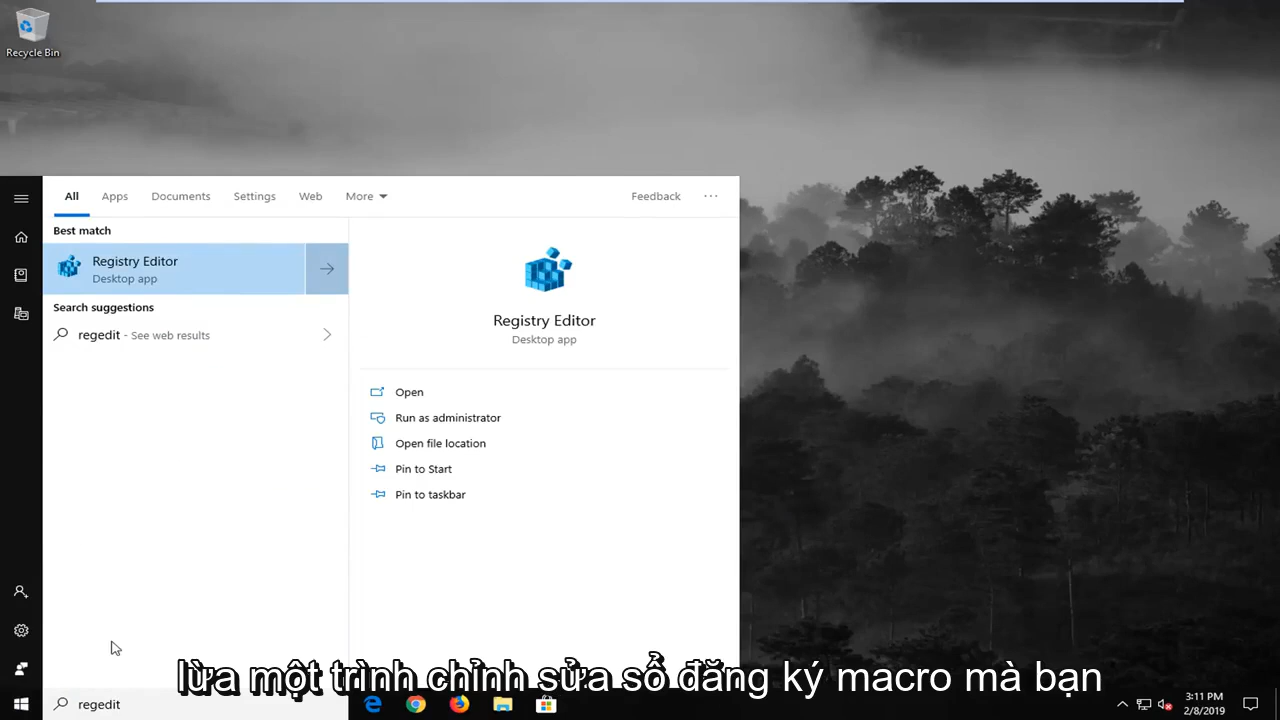 Recycle Bin
All Apps Documents Settings Web More Feedback ...
Best match
Registry Editor
Desktop app
Search suggestions
regedit - See web results
Registry Editor
Desktop app
Open
Run as administrator
Open file location
Pin to Start
Pin to taskbar
lừa một trình chỉnh sửa sổ đăng ký macro mà bạn
regedit
3:11 PM
2/8/2019